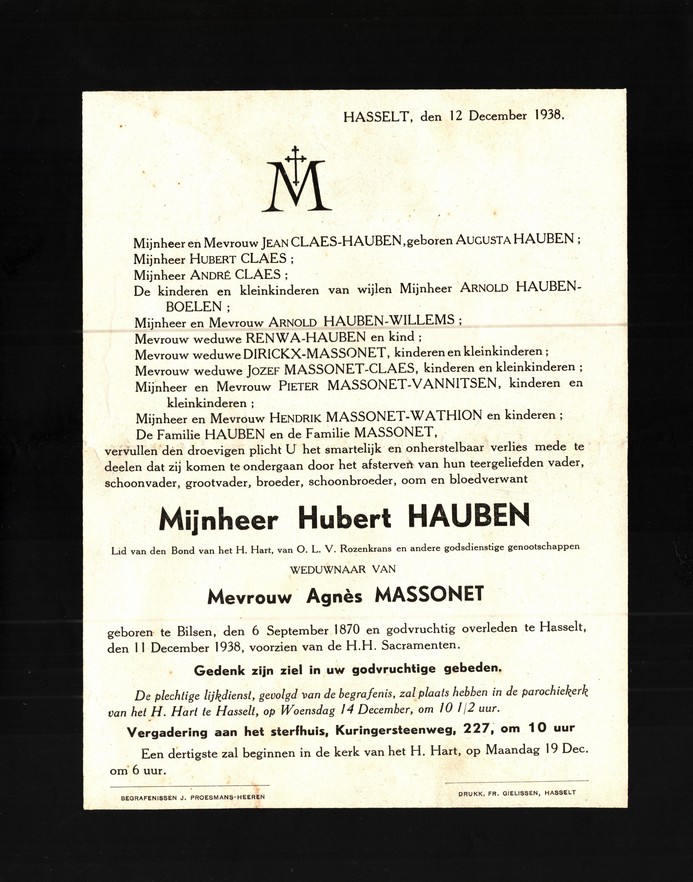 HASSELT, den 12 December 1938.
M
Mijnheer en Mevrouw JEAN CLAES-HAUBEN, geboren AUGUSTA HAUBEN ;
Mijnheer HUBERT CLAES ;
Mijnheer ANDRÉ CLAES ;
De kinderen en kleinkinderen van wijlen Mijnheer ARNOLD HAUBEN-
BOELEN ;
Mijnheer en Mevrouw ARNOLD HAUBEN-WILLEMS ;
Mevrouw weduwe RENWA-HAUBEN en kind ;
Mevrouw weduwe DIRICKX-MASSONET, kinderen en kleinkinderen ;
Mevrouw weduwe JOZEF MASSONET-CLAES, kinderen en kleinkinderen ;
Mijnheer en Mevrouw PIETER MASSONET-VANNITSEN, kinderen en
kleinkinderen ;
Mijnheer en Mevrouw HENDRIK MASSONET-WATHION en kinderen ;
De Familie HAUBEN en de Familie MASSONET,
vervullen den droevigen plicht U het smartelijk en onherstelbaar verlies mede te
deelen dat zij komen te ondergaan door het afsterven van hun teergeliefden vader,
schoonvader, grootvader, broeder, schoonbroeder, oom en bloedverwant
Mijnheer Hubert HAUBEN
Lid van den Bond van het H. Hart, van O. L. V. Rozenkrans en andere godsdienstige genootschappen
WEDUWNAAR VAN
Mevrouw Agnès MASSONET
geboren te Bilsen, den 6 September 1870 en godvruchtig overleden te Hasselt,
den 11 December 1938, voorzien van de H.H. Sacramenten.
Gedenk zijn ziel in uw godvruchtige gebeden.
De plechtige lijkdienst, gevolgd van de begrafenis, zal plaats hebben in de parochiekerk
van het H. Hart te Hasselt, op Woensdag 14 December, om 10 1/2 uur.
Vergadering aan het sterfhuis, Kuringersteenweg, 227, om 10 uur
Een dertigste zal beginnen in de kerk van het H. Hart, op Maandag 19 Dec.
om 6 uur.
BEGRAFENISSEN J. PROESMANS-HEEREN
DRUKK. FR. GIELISSEN, HASSELT